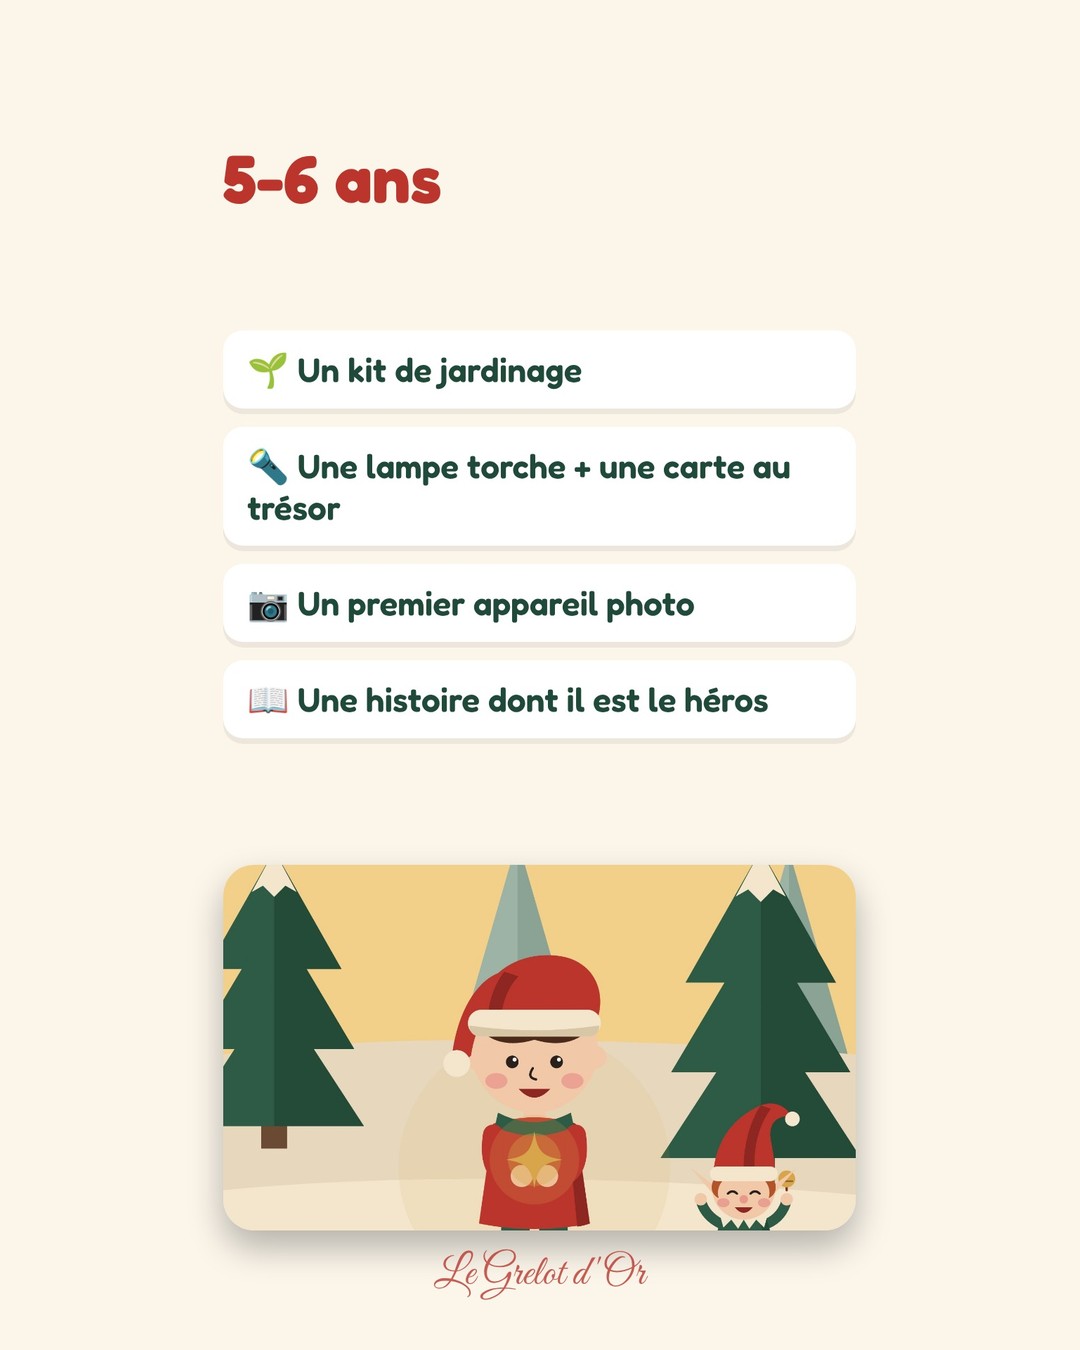 5-6 ans
🌱 Un kit de jardinage
🔦 Une lampe torche + une carte au
trésor
📷 Un premier appareil photo
📖 Une histoire dont il est le héros
Le Grelot d'Or